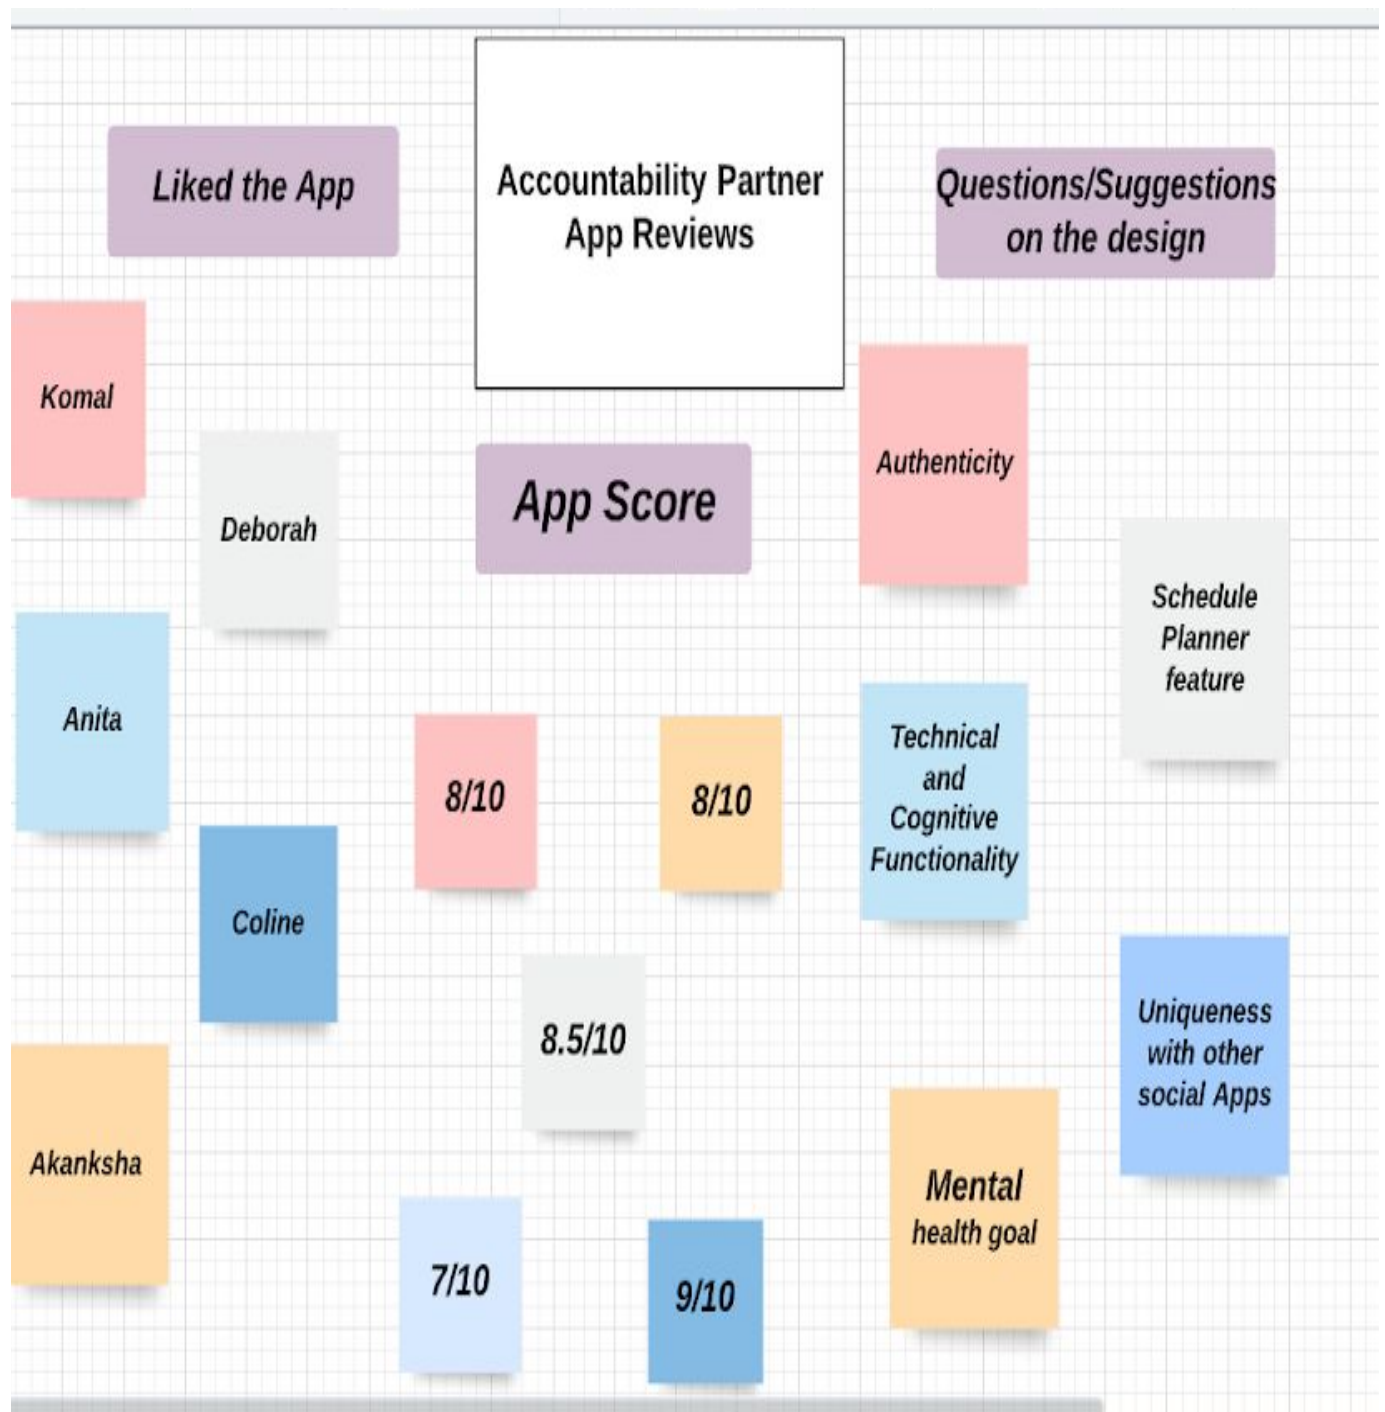 Accountability Partner
App Reviews
Liked the App
Komal
Deborah
Anita
Coline
Akanksha
App Score
8/10
8/10
8.5/10
7/10
9/10
Questions/Suggestions
on the design
Authenticity
Schedule
Planner
feature
Technical
and
Cognitive
Functionality
Uniqueness
with other
social Apps
Mental
health goal